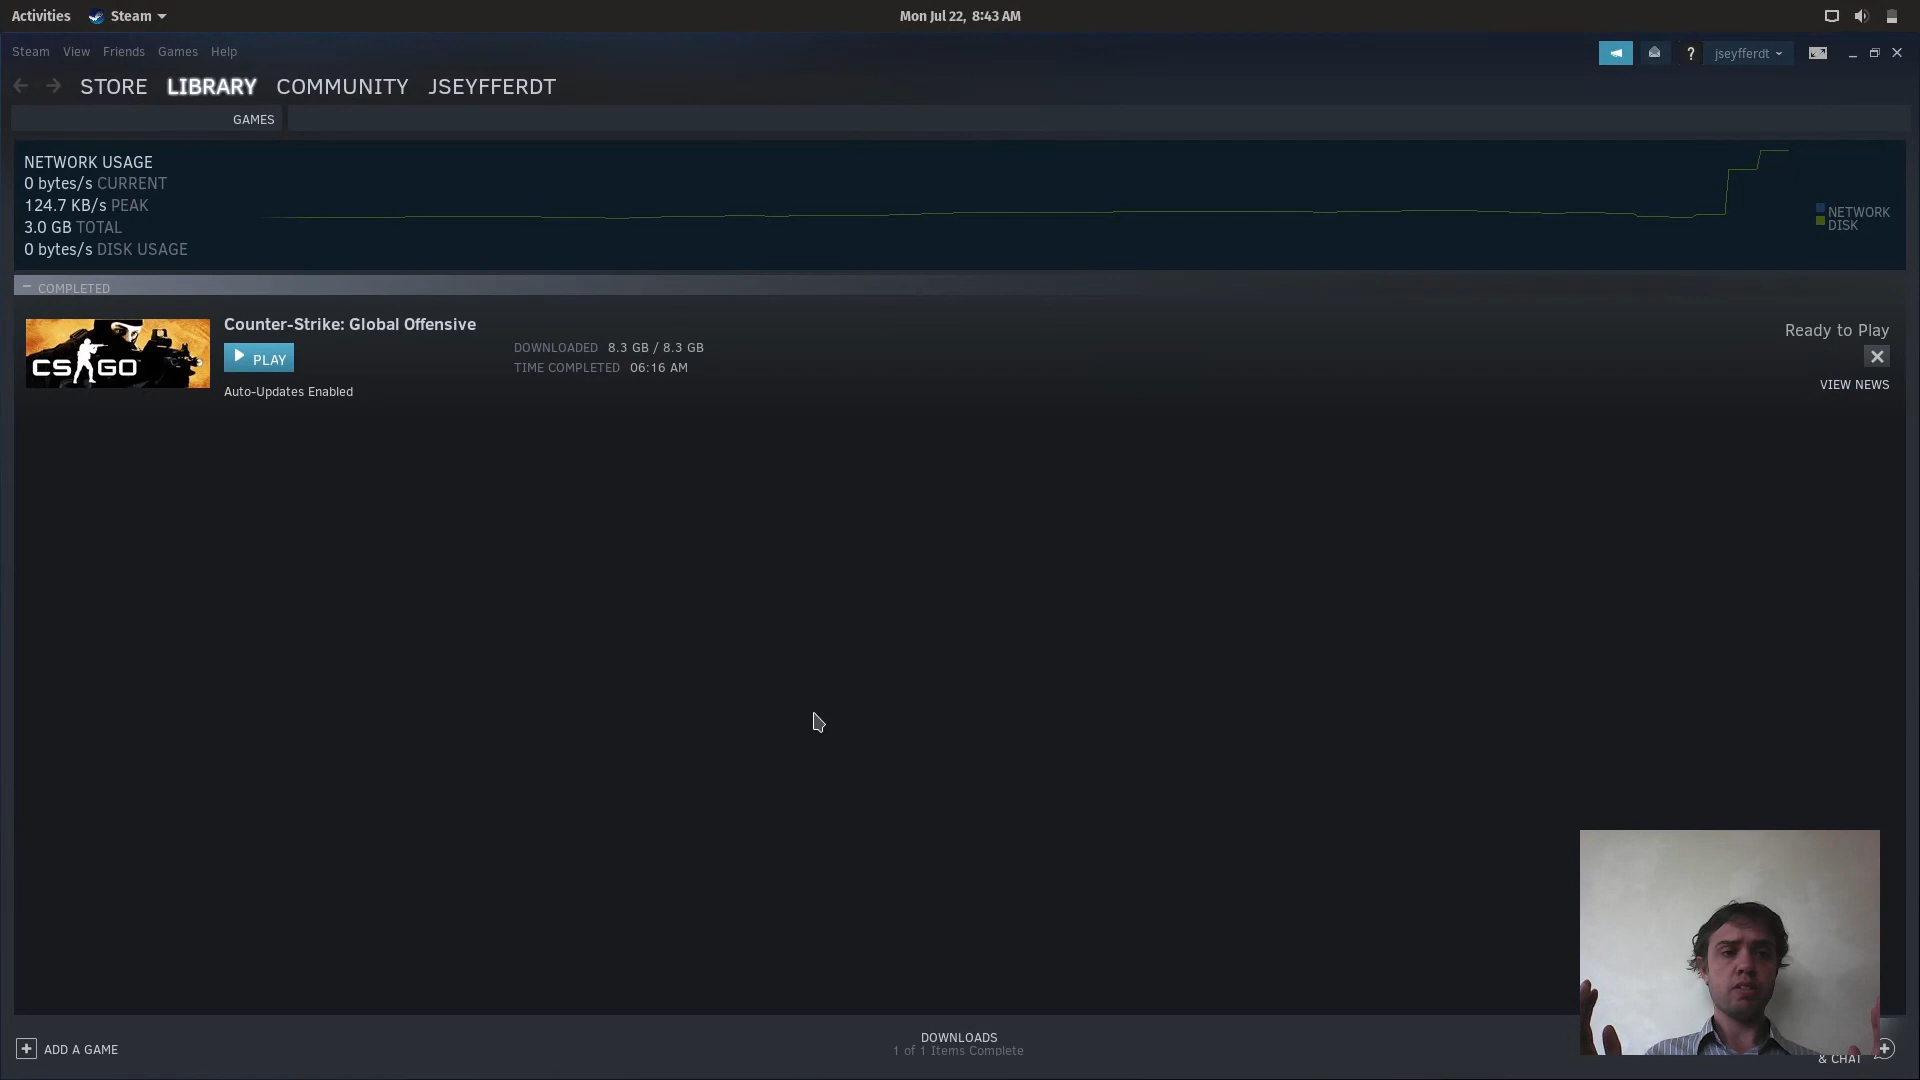 Activities Steam Mon Jul 22, 8:43 AM
Steam View Friends Games Help ? jseyfferdt
STORE LIBRARY COMMUNITY JSEYFFERDT
GAMES
NETWORK USAGE
0 bytes/s CURRENT
124.7 KB/s PEAK
3.0 GB TOTAL
0 bytes/s DISK USAGE
NETWORK
DISK
COMPLETED
CS GO
Counter-Strike: Global Offensive
PLAY
Auto-Updates Enabled
DOWNLOADED 8.3 GB / 8.3 GB
TIME COMPLETED 06:16 AM
Ready to Play
VIEW NEWS
ADD A GAME
DOWNLOADS
1 of 1 Items Complete
& CHAT